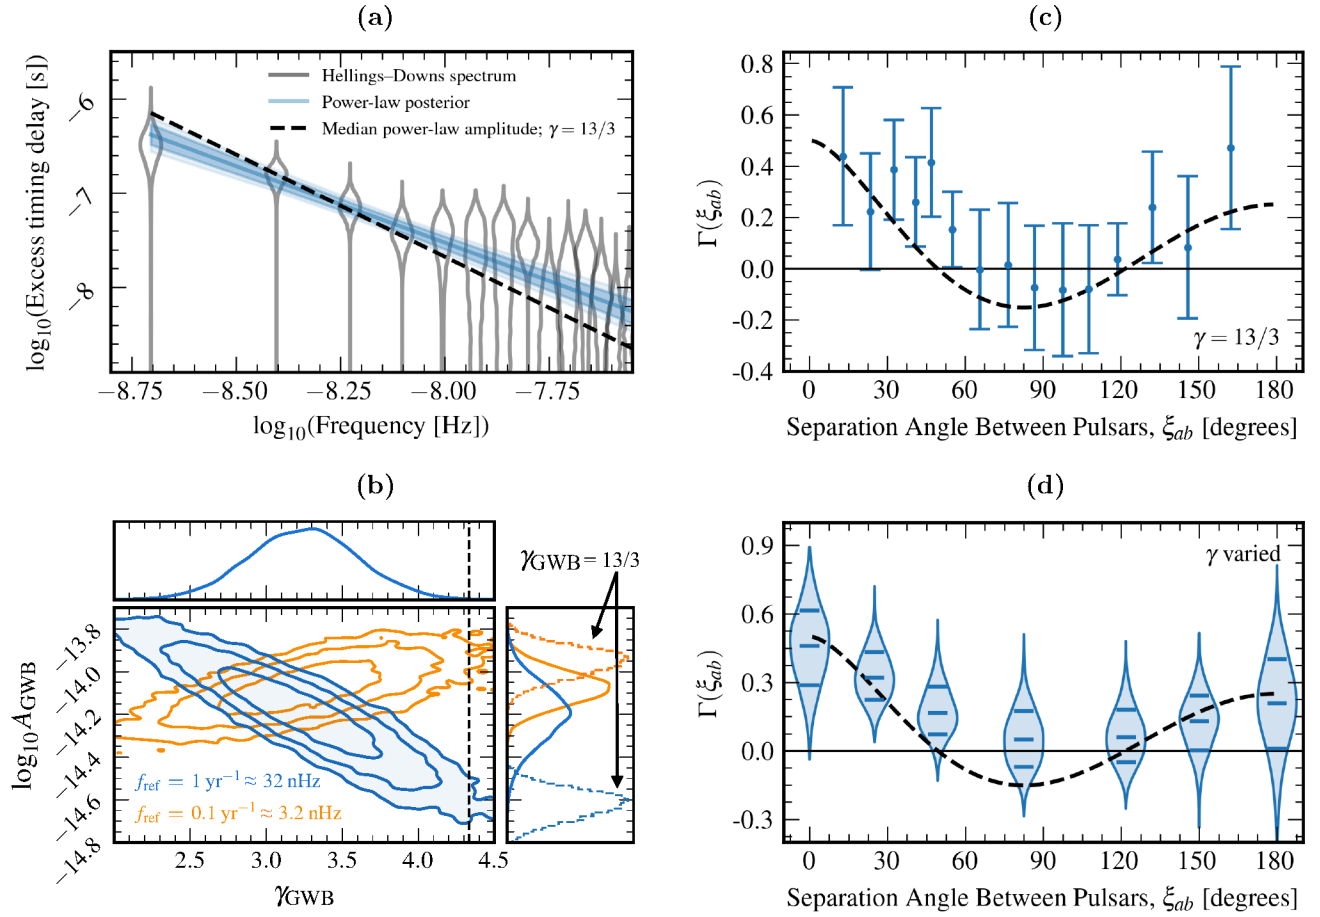 (a)
log₁₀(Excess timing delay [s]
−6
−7
−8
Hellings–Downs spectrum
Power-law posterior
Median power-law amplitude; γ = 13/3
−8.75
−8.50
−8.25
−8.00
−7.75
log₁₀(Frequency [Hz])
(c)
Γ(ξab)
0.8
0.6
0.4
0.2
0.0
-0.2
-0.4
γ = 13/3
0
30
60
90
120
150
180
Separation Angle Between Pulsars, ξab [degrees]
(b)
γGWB = 13/3
log₁₀AGWB
−13.8
−14.0
−14.2
−14.4
−14.6
−14.8
fref = 1 yr⁻¹ ≈ 32 nHz
fref = 0.1 yr⁻¹ ≈ 3.2 nHz
2.5
3.0
3.5
4.0
4.5
γGWB
(d)
Γ(ξab)
0.9
0.6
0.3
0.0
-0.3
γ varied
0
30
60
90
120
150
180
Separation Angle Between Pulsars, ξab [degrees]